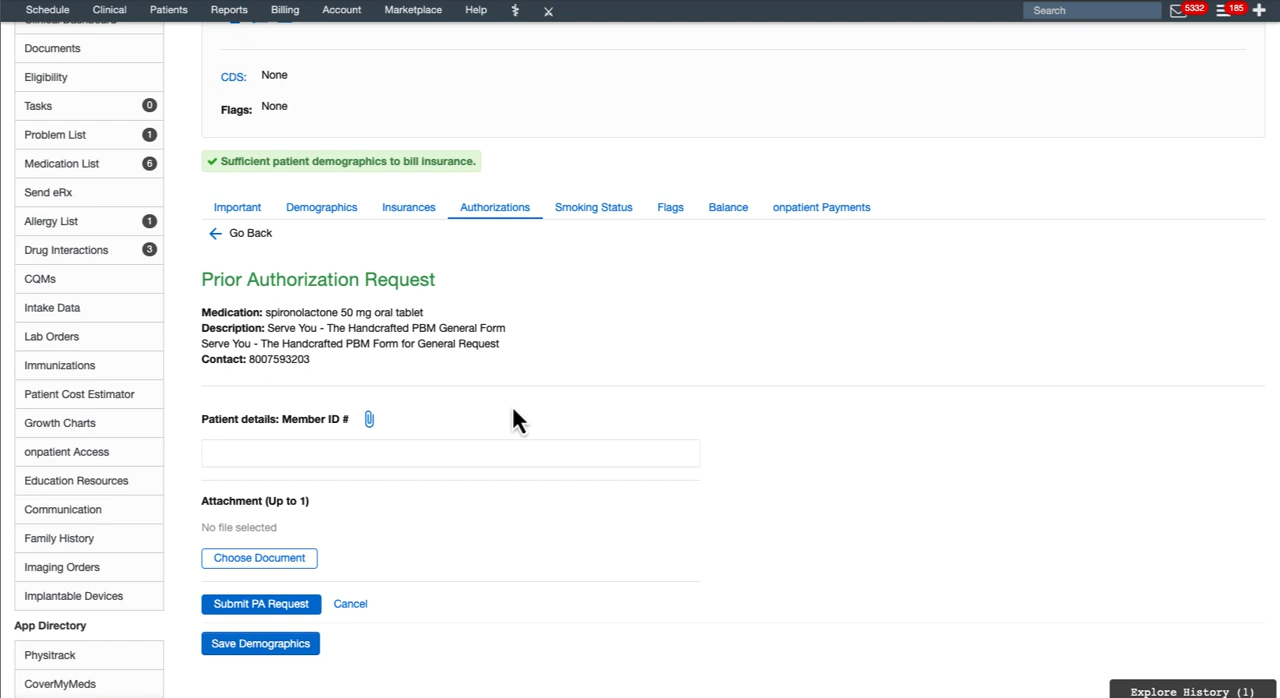 Schedule Clinical Patients Reports Billing Account Marketplace Help Search 5332 185
Clinical Dashboard
Documents
Eligibility
Tasks 0
Problem List 1
Medication List 6
Send eRx
Allergy List 1
Drug Interactions 3
CQMs
Intake Data
Lab Orders
Immunizations
Patient Cost Estimator
Growth Charts
onpatient Access
Education Resources
Communication
Family History
Imaging Orders
Implantable Devices
App Directory
Physitrack
CoverMyMeds
CDS: None
Flags: None
Sufficient patient demographics to bill insurance.
Important Demographics Insurances Authorizations Smoking Status Flags Balance onpatient Payments
Go Back
Prior Authorization Request
Medication: spironolactone 50 mg oral tablet
Description: Serve You - The Handcrafted PBM General Form
Serve You - The Handcrafted PBM Form for General Request
Contact: 8007593203
Patient details: Member ID #
Attachment (Up to 1)
No file selected
Choose Document
Submit PA Request Cancel
Save Demographics
Explore History (1)